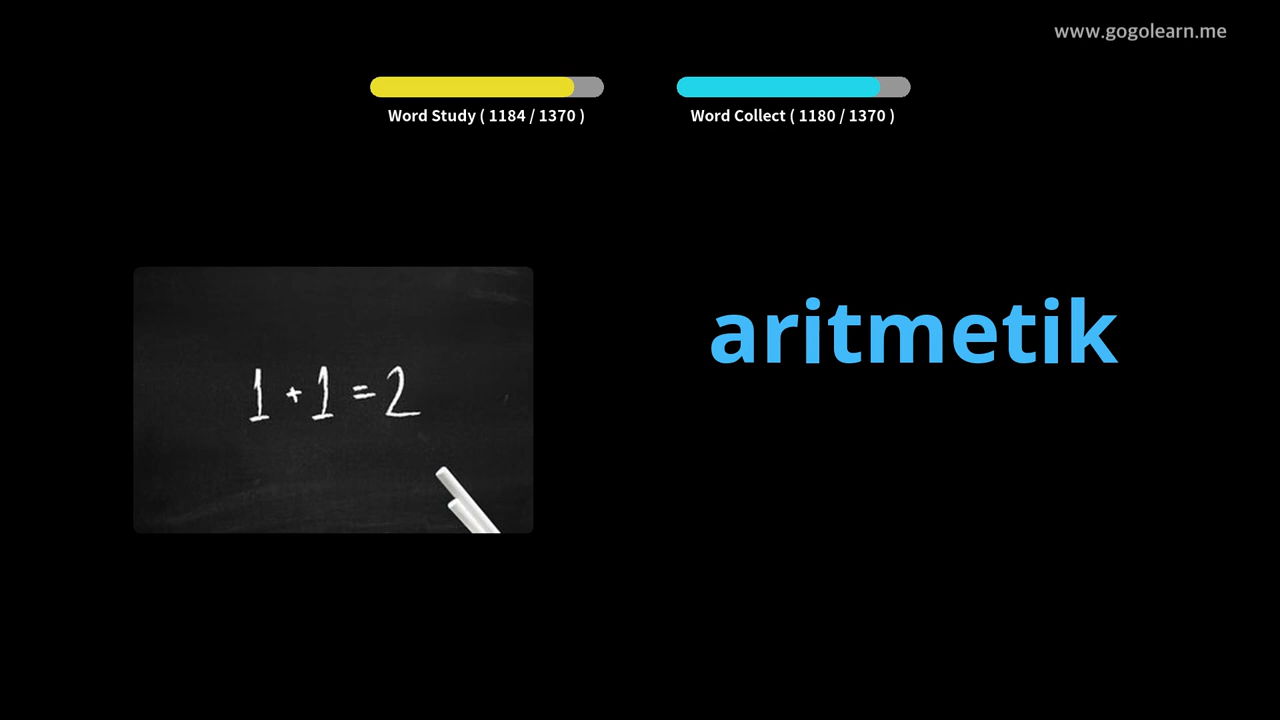 www.gogolearn.me
Word Study ( 1184 / 1370 )
Word Collect ( 1180 / 1370 )
aritmetik
1 + 1 = 2